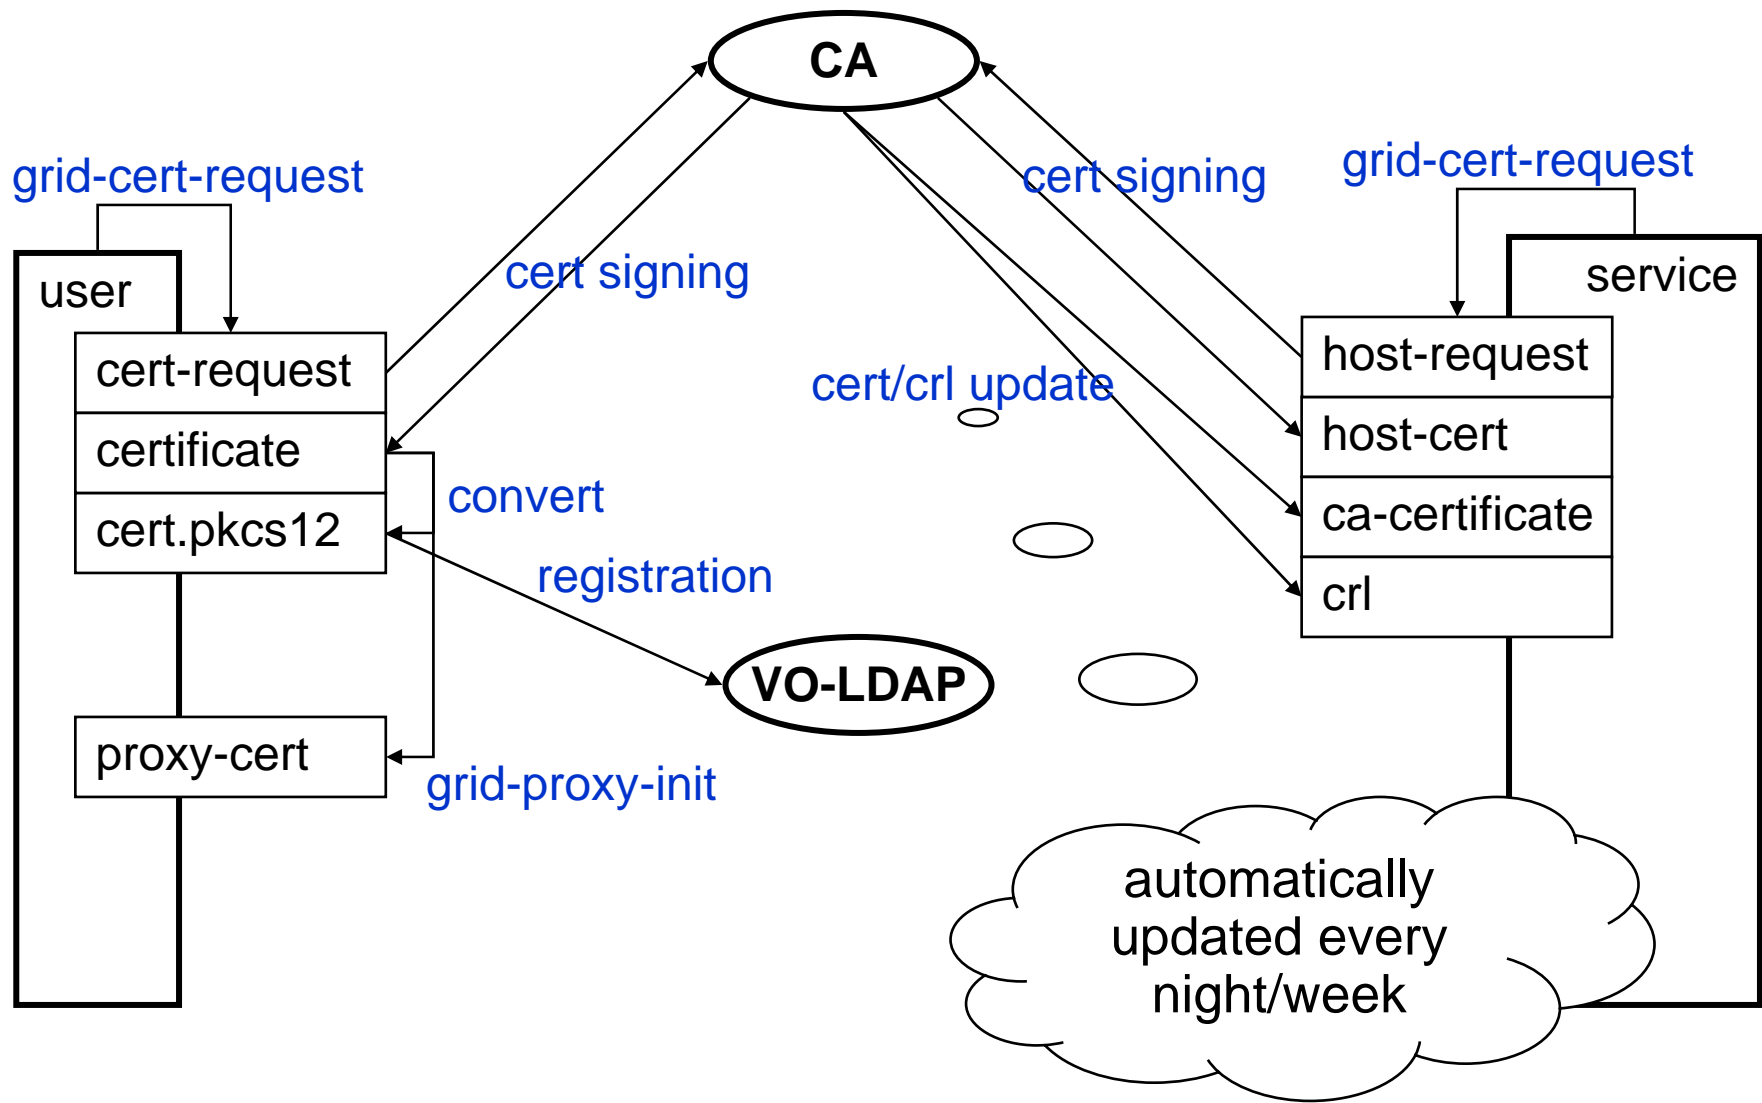 CA
grid-cert-request
cert signing
grid-cert-request
user
cert signing
service
cert-request
host-request
cert/crl update
certificate
host-cert
convert
cert.pkcs12
ca-certificate
registration
crl
VO-LDAP
proxy-cert
grid-proxy-init
automatically
updated every
night/week